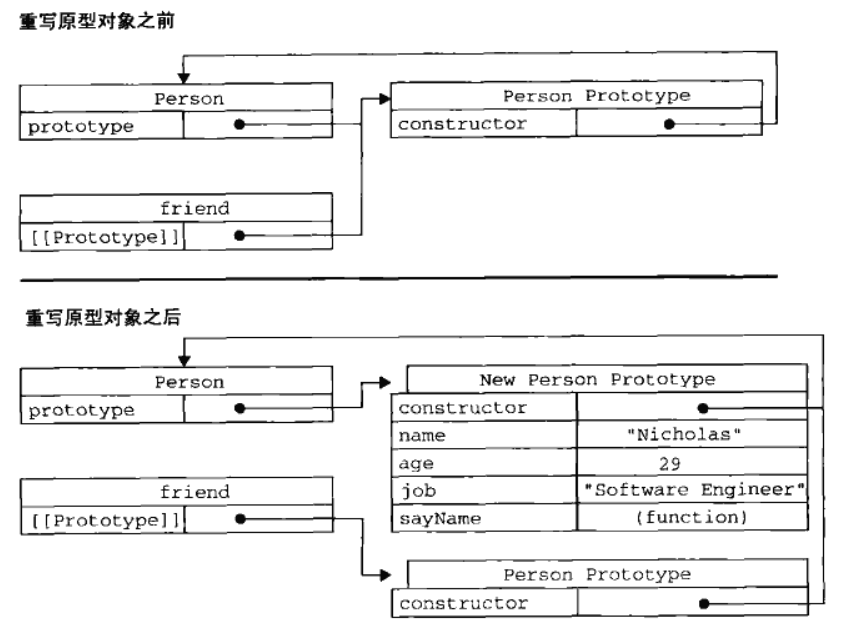 重写原型对象之前
Person
Person Prototype
prototype
constructor
friend
[[Prototype]]
重写原型对象之后
Person
New Person Prototype
prototype
constructor
name
"Nicholas"
age
29
friend
job
"Software Engineer"
[[Prototype]]
sayName
(function)
Person Prototype
constructor